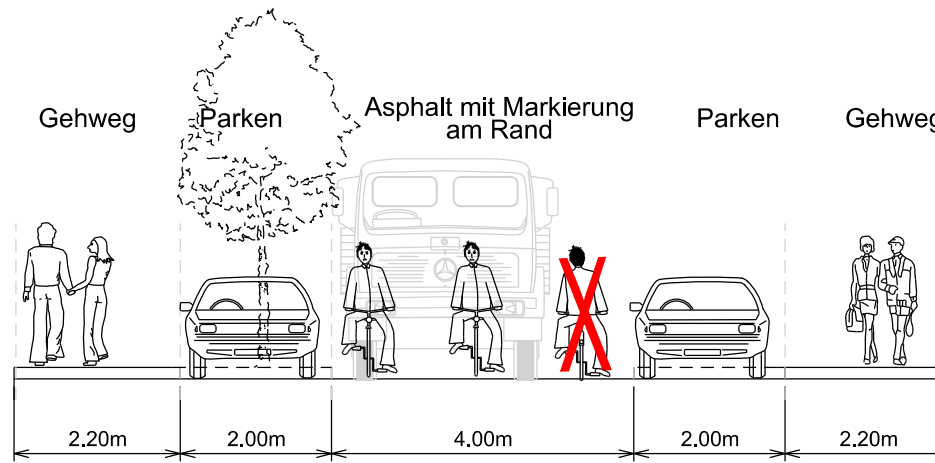 Gehweg
Parken
Asphalt mit Markierung
am Rand
Parken
Gehweg
2.20m
2.00m
4.00m
2.00m
2.20m